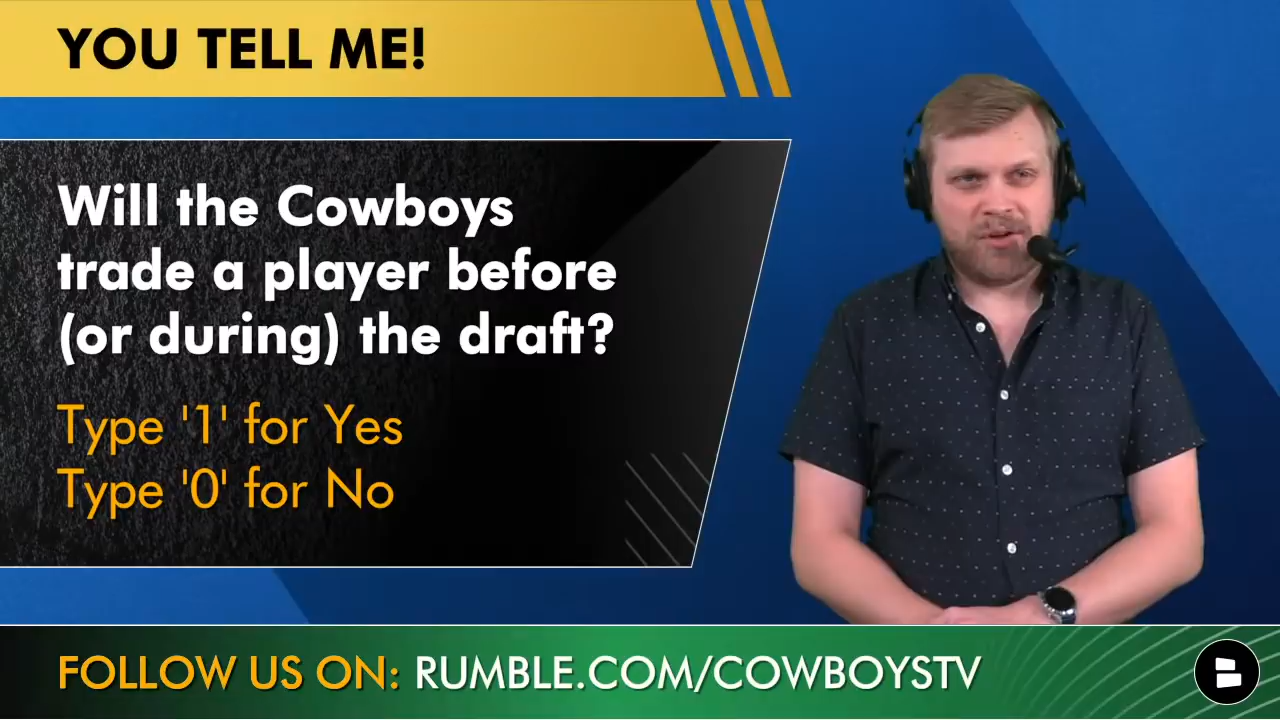 YOU TELL ME!
Will the Cowboys
trade a player before
(or during) the draft?
Type '1' for Yes
Type '0' for No
FOLLOW US ON: RUMBLE.COM/COWBOYSTV